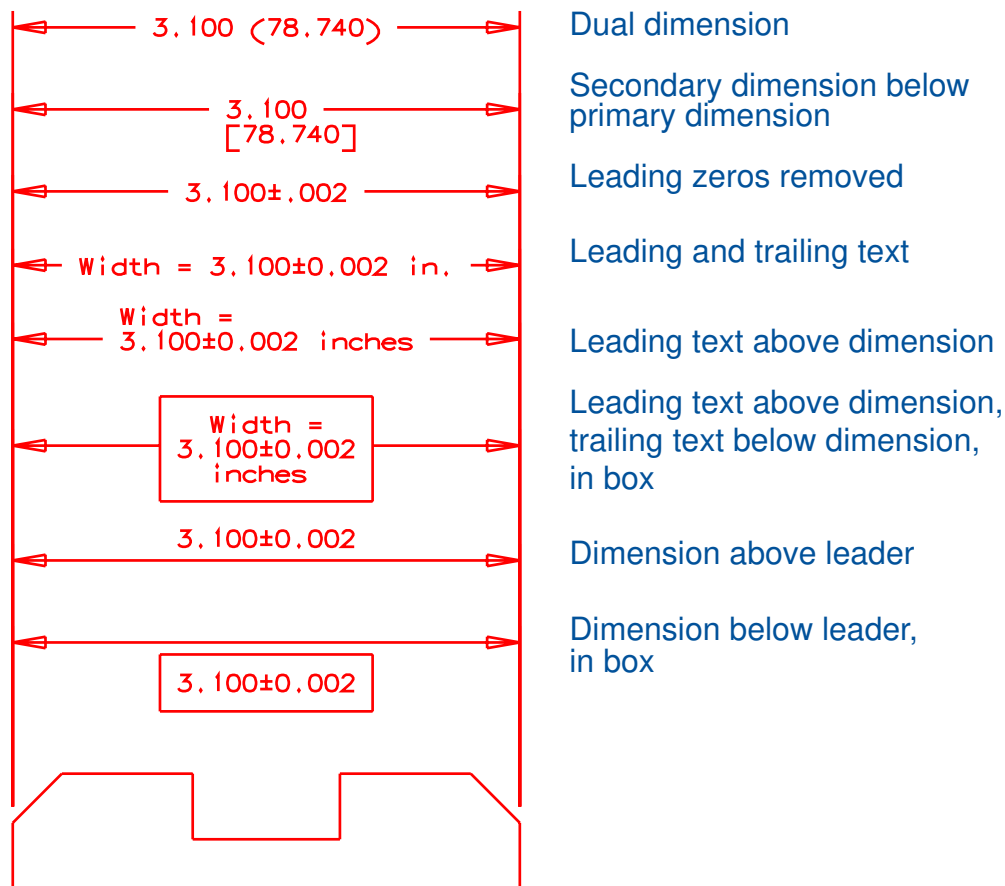 3.100 (78.740)
Dual dimension
3.100
[78.740]
Secondary dimension below
primary dimension
3.100±.002
Leading zeros removed
Width = 3.100±0.002 in.
Leading and trailing text
Width =
3.100±0.002 inches
Leading text above dimension
Width =
3.100±0.002
inches
Leading text above dimension,
trailing text below dimension,
in box
3.100±0.002
Dimension above leader
3.100±0.002
Dimension below leader,
in box